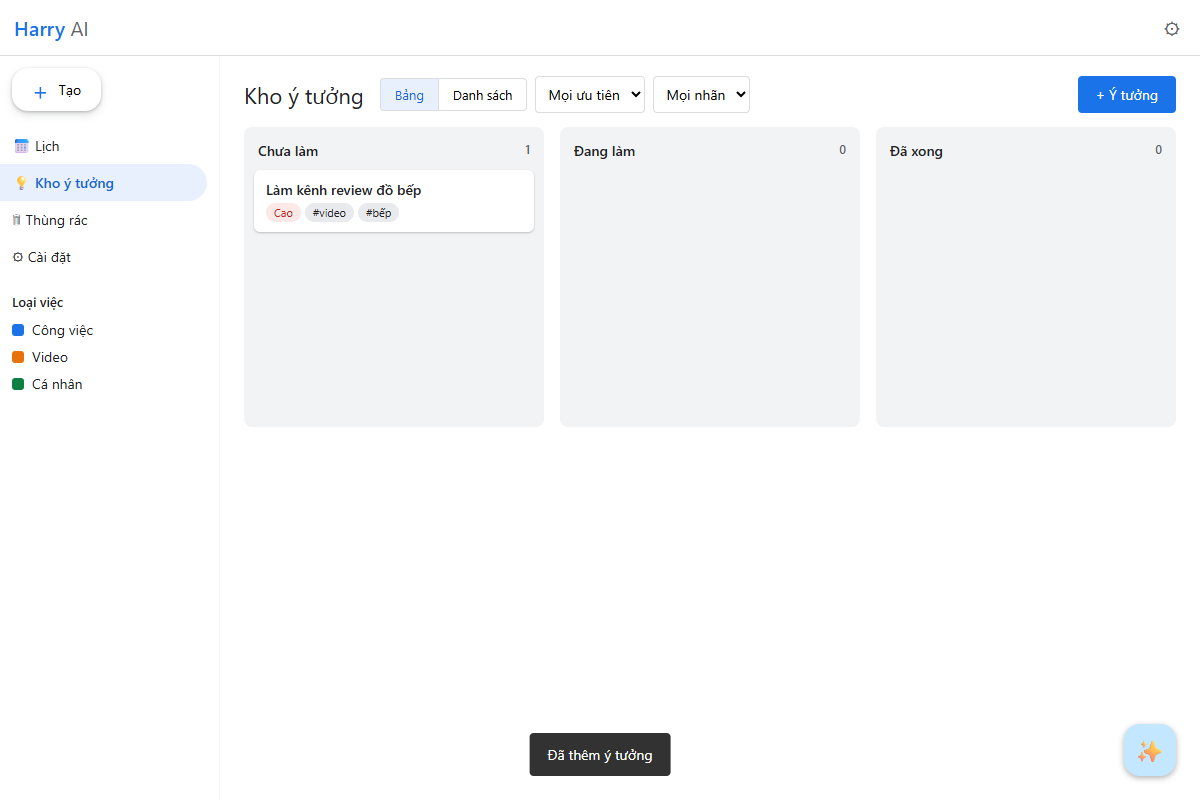 Harry AI
+ Tạo
Lịch
Kho ý tưởng
Thùng rác
Cài đặt
Loại việc
Công việc
Video
Cá nhân
Kho ý tưởng
Bảng
Danh sách
Mọi ưu tiên
Mọi nhãn
+ Ý tưởng
Chưa làm 1
Làm kênh review đồ bếp
Cao #video #bếp
Đang làm 0
Đã xong 0
Đã thêm ý tưởng